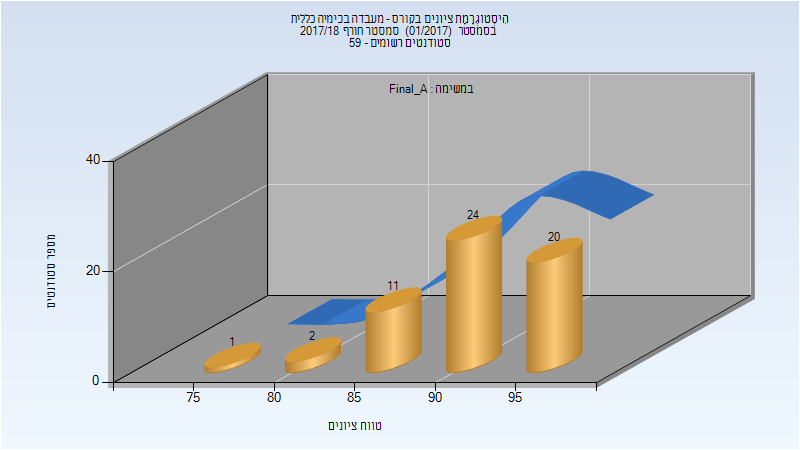 היסטוגרמת ציונים בקורס - מעבדה בכימיה כללית
בסמסטר (01/2017) סמסטר חורף 2017/18
סטודנטים רשומים - 59
במשימה : Final_A
40
20
0
מספר סטודנטים
1
2
11
24
20
75
80
85
90
95
טווח ציונים